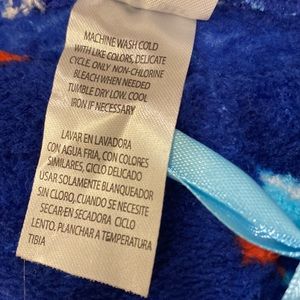 MACHINE WASH COLD
WITH LIKE COLORS, DELICATE
CYCLE. ONLY NON-CHLORINE
BLEACH WHEN NEEDED
TUMBLE DRY LOW. COOL
IRON IF NECESSARY
LAVAR EN LAVADORA
CON AGUA FRIA, CON COLORES
SIMILARES, CICLO DELICADO
USAR SOLAMENTE BLANQUEADOR
SIN CLORO, CUANDO SE NECESITE
SECAR EN SECADORA CICLO
LENTO, PLANCHAR A TEMPERATURA
TIBIA